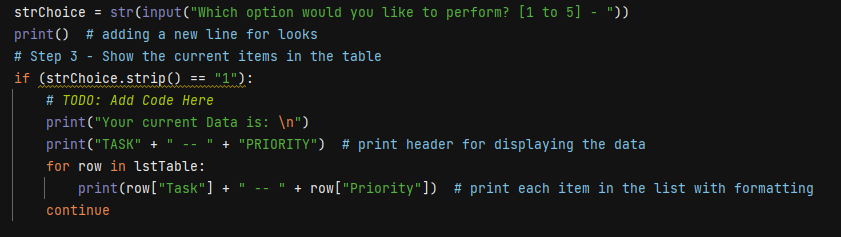 strChoice = str(input("Which option would you like to perform? [1 to 5] - "))
print()  # adding a new line for looks
# Step 3 - Show the current items in the table
if (strChoice.strip() == "1"):
    # TODO: Add Code Here
    print("Your current Data is: \n")
    print("TASK" + " -- " + "PRIORITY")  # print header for displaying the data
    for row in lstTable:
        print(row["Task"] + " -- " + row["Priority"])  # print each item in the list with formatting
    continue